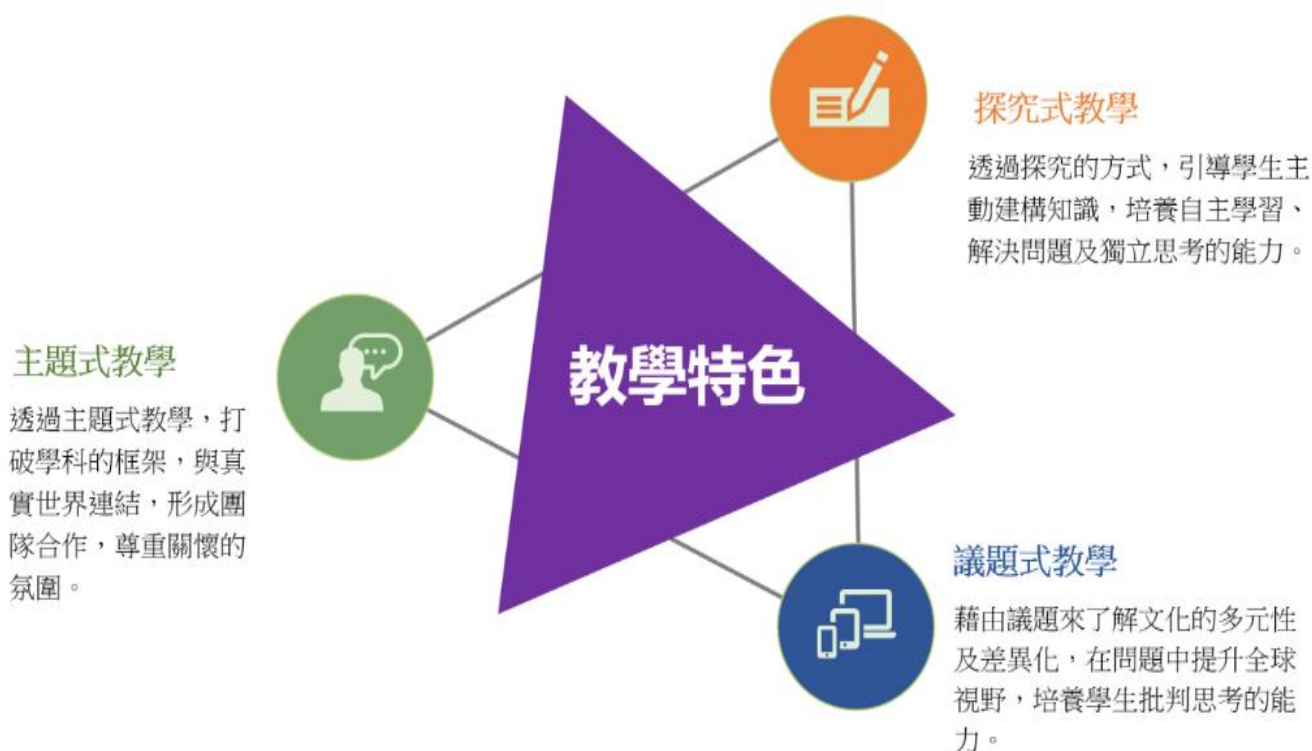 探究式教學
透過探究的方式，引導學生主
動建構知識，培養自主學習、
解決問題及獨立思考的能力。
主題式教學
透過主題式教學，打
破學科的框架，與真
實世界連結，形成團
隊合作，尊重關懷的
氛圍。
教學特色
議題式教學
藉由議題來了解文化的多元性
及差異化，在問題中提升全球
視野，培養學生批判思考的能
力。